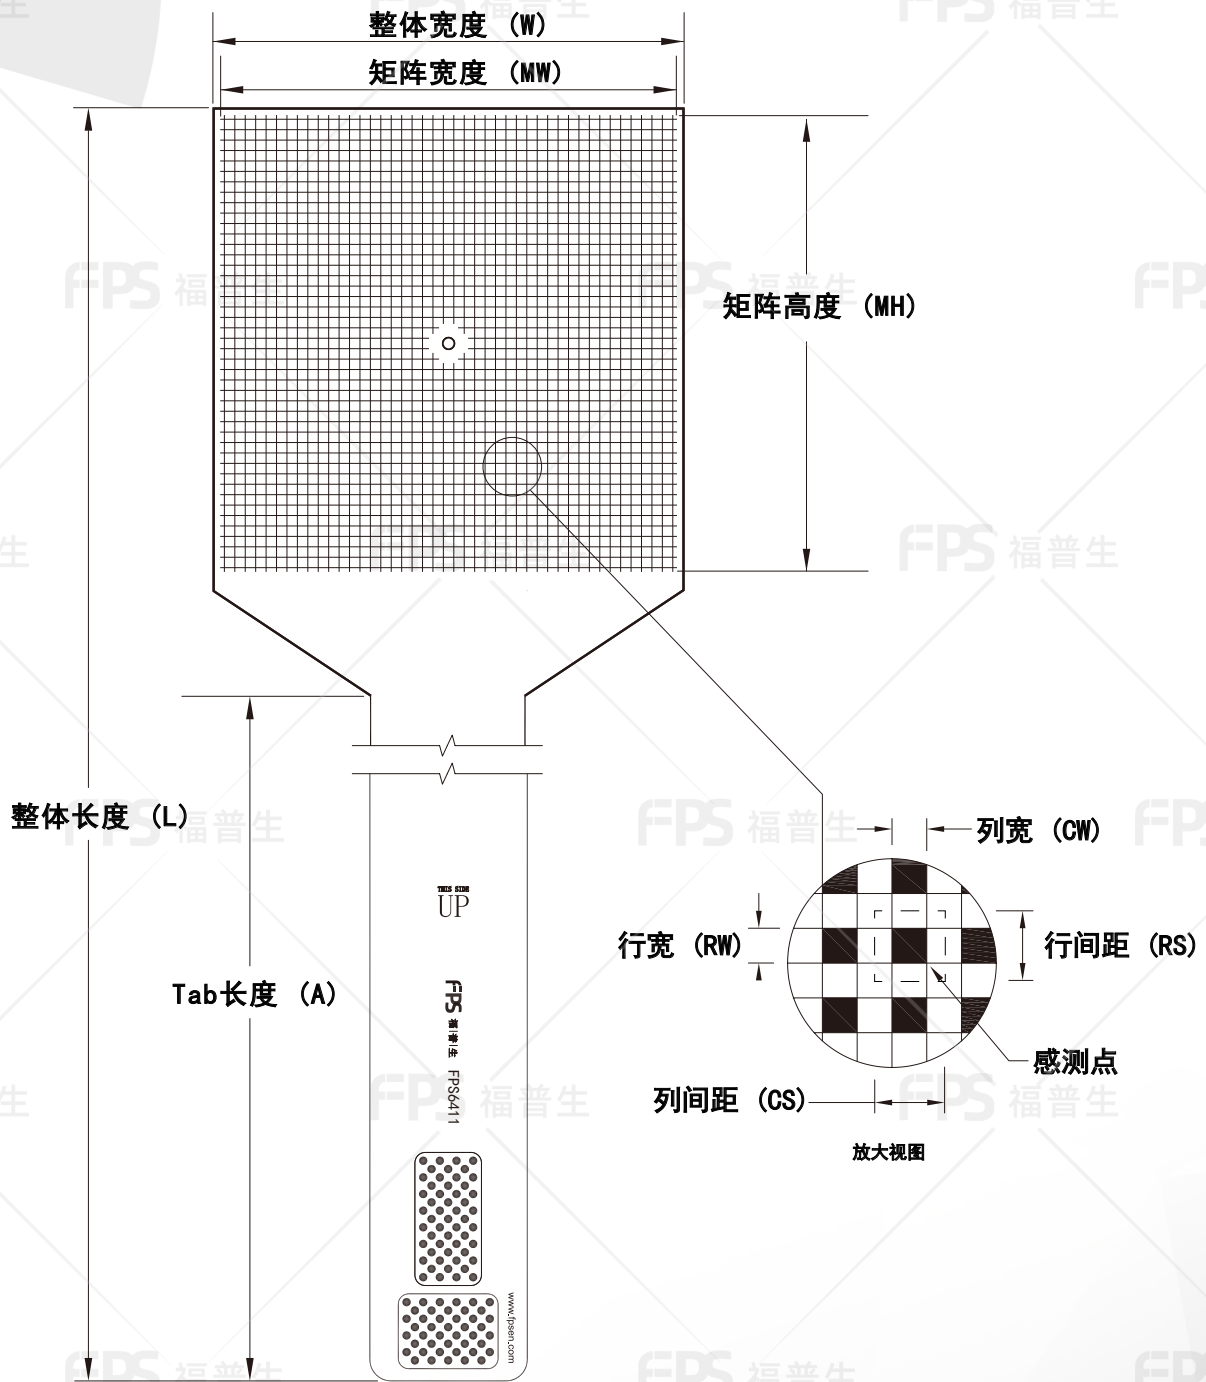 整体宽度 (W)
矩阵宽度 (MW)
矩阵高度 (MH)
整体长度 (L)
Tab长度 (A)
THIS SIDE
UP
FPS 福|普|生 FPS6411
www.fpsen.com
列宽 (CW)
行宽 (RW)
行间距 (RS)
感测点
列间距 (CS)
放大视图
FPS 福普生